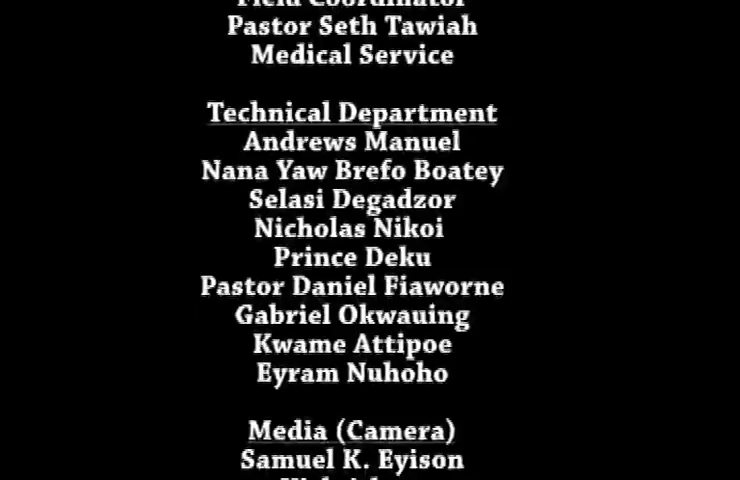 Field Coordinator
Pastor Seth Tawiah
Medical Service
Technical Department
Andrews Manuel
Nana Yaw Brefo Boatey
Selasi Degadzor
Nicholas Nikoi
Prince Deku
Pastor Daniel Fiaworne
Gabriel Okwauing
Kwame Attipoe
Eyram Nuhoho
Media (Camera)
Samuel K. Eyison